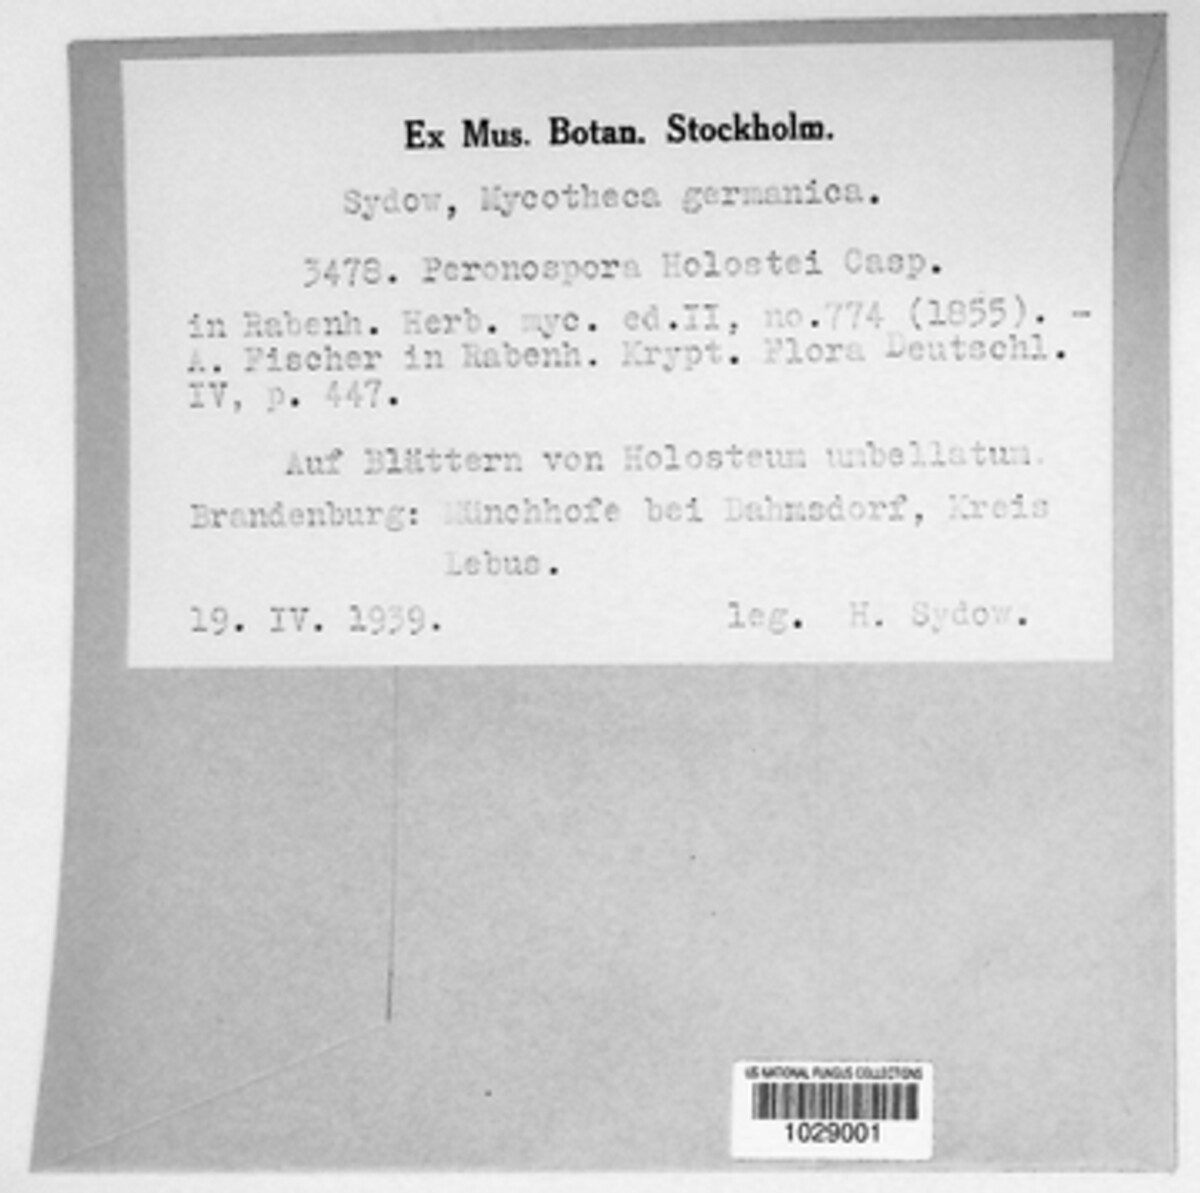 Ex Mus. Botan. Stockholm.
Sydow, Mycotheca germanica.
3478. Peronospora Holostei Casp.
in Rabenh. Herb. myc. ed.II, no.774 (1855). -
A. Fischer in Rabenh. Krypt. Flora Deutschl.
IV, p. 447.
Auf Blättern von Holosteum umbellatum.
Brandenburg: Münchhofe bei Dahmsdorf, Kreis
Lebus.
19. IV. 1939. leg. H. Sydow.
US NATIONAL FUNGUS COLLECTIONS
1029001